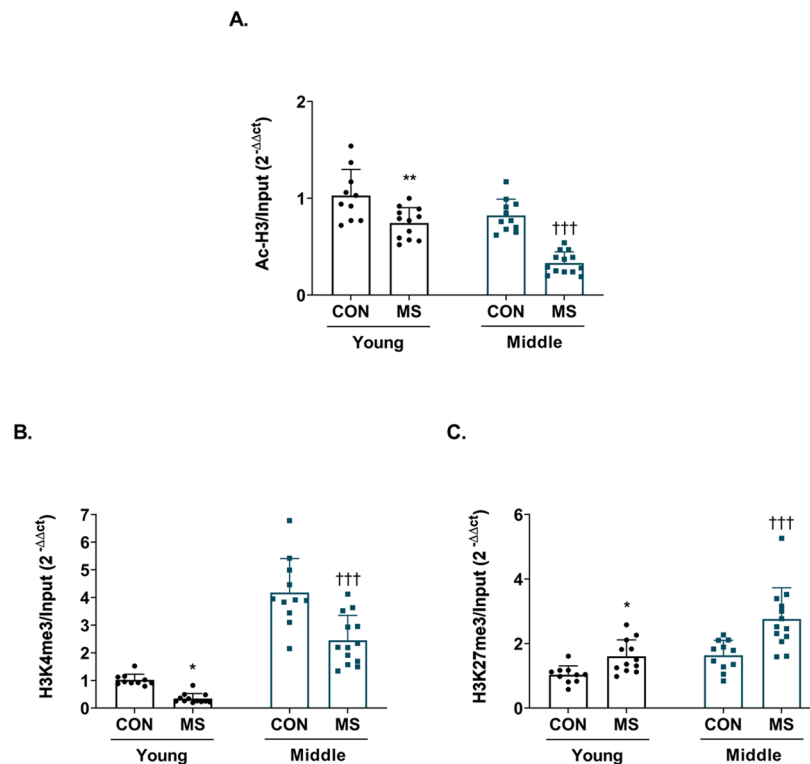 A.
Ac-H3/Input (2^-ΔΔct)
2
1
0
**
†††
CON MS CON MS
Young Middle
B.
H3K4me3/Input (2^-ΔΔct)
7
6
5
4
3
2
1
0
*
†††
CON MS CON MS
Young Middle
C.
H3K27me3/Input (2^-ΔΔct)
6
4
2
0
*
†††
CON MS CON MS
Young Middle